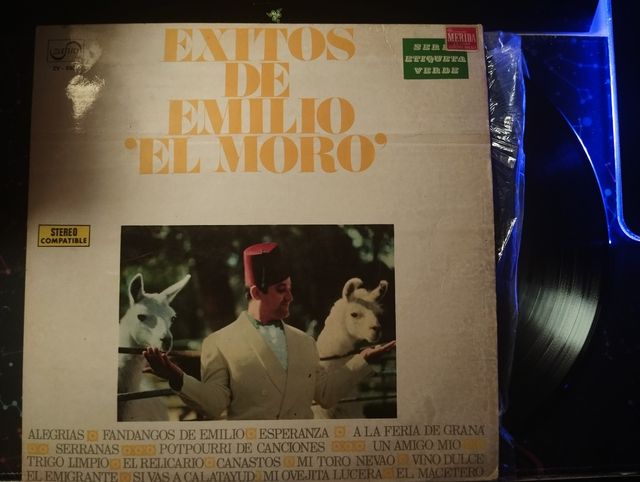 zafiro
EXITOS
DE
EMILIO
'EL MORO'
MERIDA
SERIE
ETIQUETA
VERDE
STEREO
COMPATIBLE
ALEGRIAS FANDANGOS DE EMILIO ESPERANZA A LA FERIA DE GRANA
SERRANAS POTPOURRI DE CANCIONES UN AMIGO MIO
TRIGO LIMPIO EL RELICARIO CANASTOS MI TORO NEVAO VINO DULCE
EL EMIGRANTE SI VAS A CALATAYUD MI OVEJITA LUCERA EL MACETERO